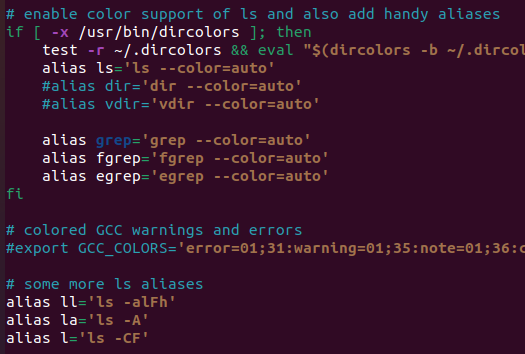 # enable color support of ls and also add handy aliases
if [ -x /usr/bin/dircolors ]; then
    test -r ~/.dircolors && eval "$(dircolors -b ~/.dircol
    alias ls='ls --color=auto'
    #alias dir='dir --color=auto'
    #alias vdir='vdir --color=auto'

    alias grep='grep --color=auto'
    alias fgrep='fgrep --color=auto'
    alias egrep='egrep --color=auto'
fi

# colored GCC warnings and errors
#export GCC_COLORS='error=01;31:warning=01;35:note=01;36:c

# some more ls aliases
alias ll='ls -alFh'
alias la='ls -A'
alias l='ls -CF'